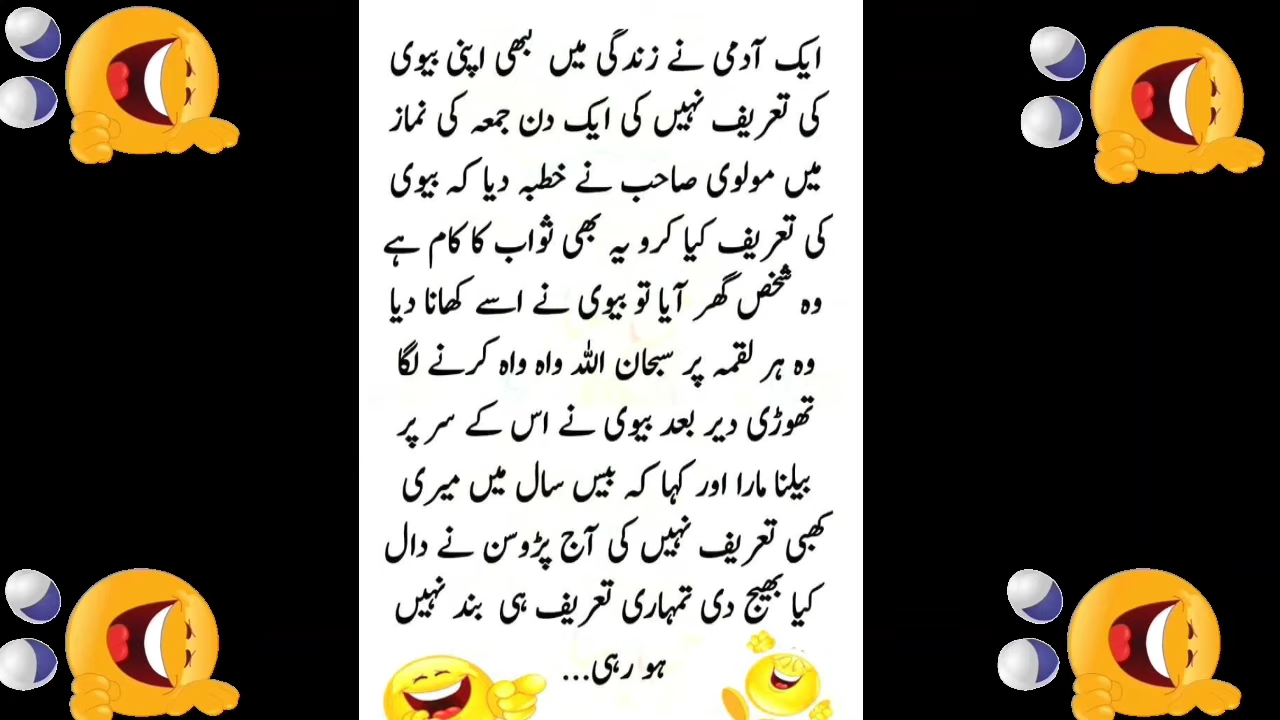 ایک آدمی نے زندگی میں لبھی اپنی بیوی
کی تعریف نہیں کی ایک دن جمعہ کی نماز
میں مولوی صاحب نے خطبہ دیا کہ بیوی
کی تعریف کیا کرو یہ بھی ثواب کا کام ہے
وہ شخص گھر آیا تو بیوی نے اسے کھانا دیا
وہ ہر لقمہ پر سبحان اللہ واہ واہ کرنے لگا
تھوڑی دیر بعد بیوی نے اس کے سر پر
بیلنا مارا اور کہا کہ بیس سال میں میری
کھبی تعریف نہیں کی آج پڑوسن نے دال
کیا بھیج دی تمہاری تعریف ہی بند نہیں
ہو رہی...